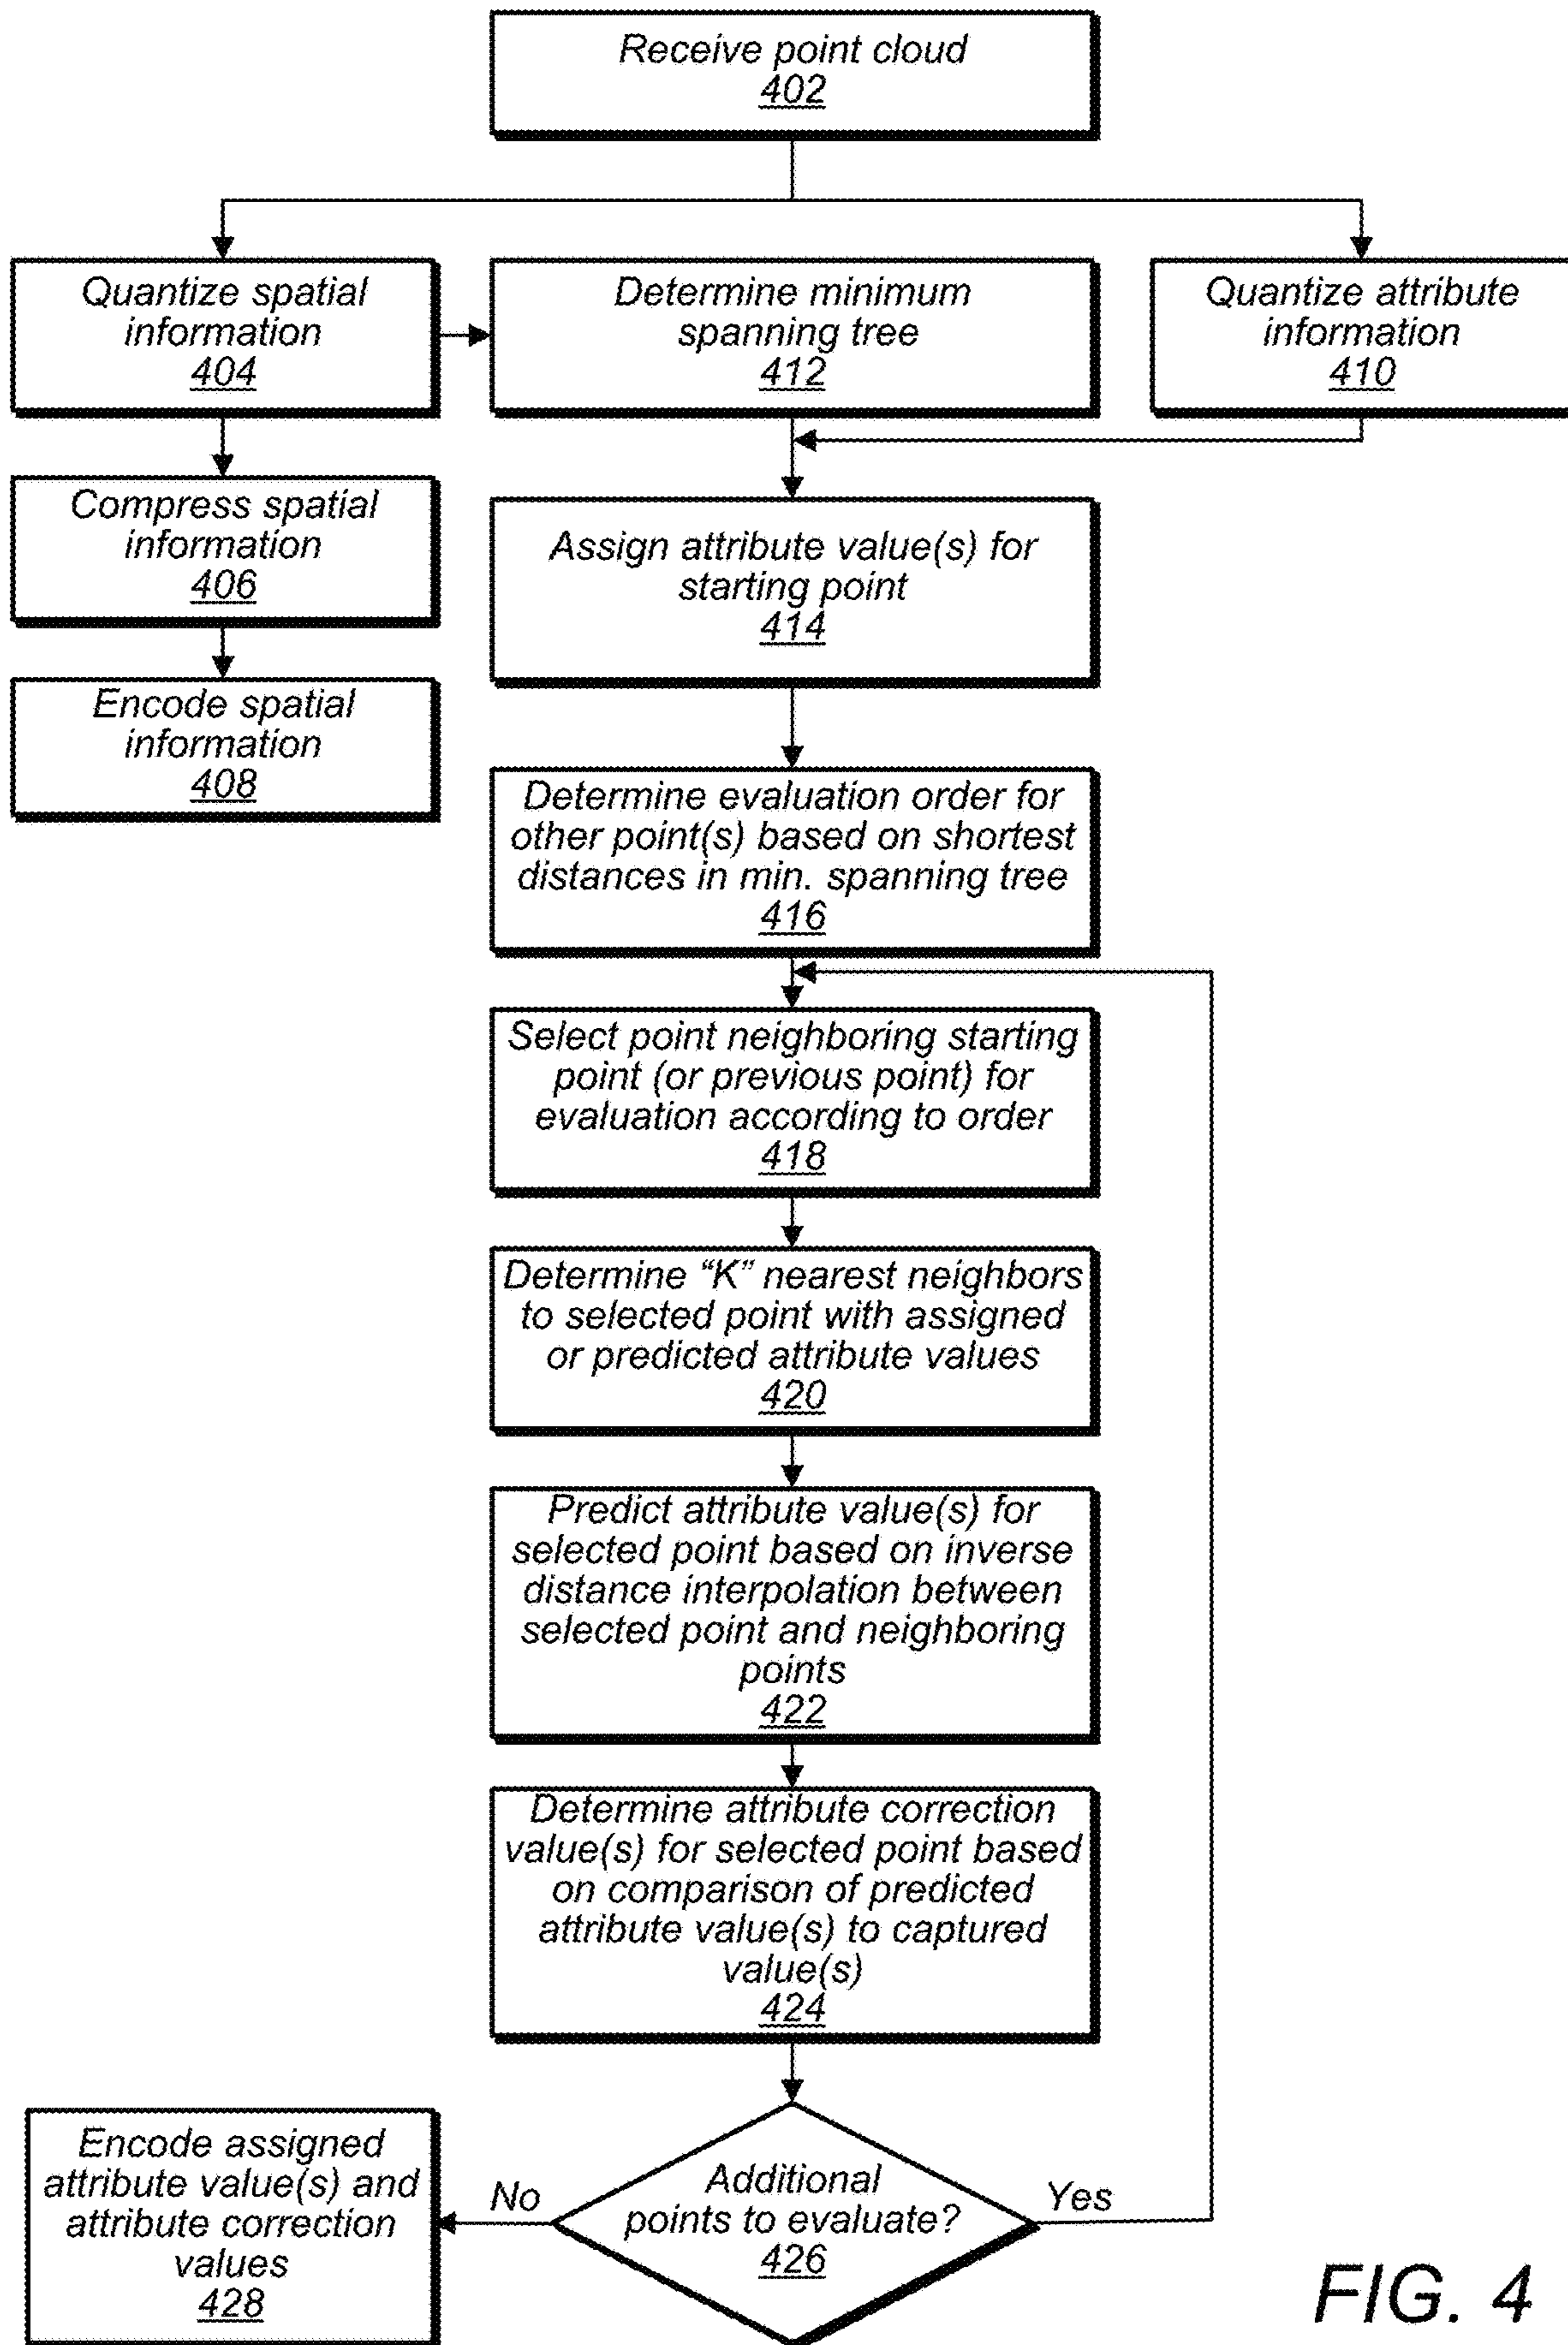 Receive point cloud
402
Quantize spatial
information
404
Determine minimum
spanning tree
412
Quantize attribute
information
410
Compress spatial
information
406
Assign attribute value(s) for
starting point
414
Encode spatial
information
408
Determine evaluation order for
other point(s) based on shortest
distances in min. spanning tree
416
Select point neighboring starting
point (or previous point) for
evaluation according to order
418
Determine “K” nearest neighbors
to selected point with assigned
or predicted attribute values
420
Predict attribute value(s) for
selected point based on inverse
distance interpolation between
selected point and neighboring
points
422
Determine attribute correction
value(s) for selected point based
on comparison of predicted
attribute value(s) to captured
value(s)
424
Additional
points to evaluate?
426
Yes
No
Encode assigned
attribute value(s) and
attribute correction
values
428
FIG. 4